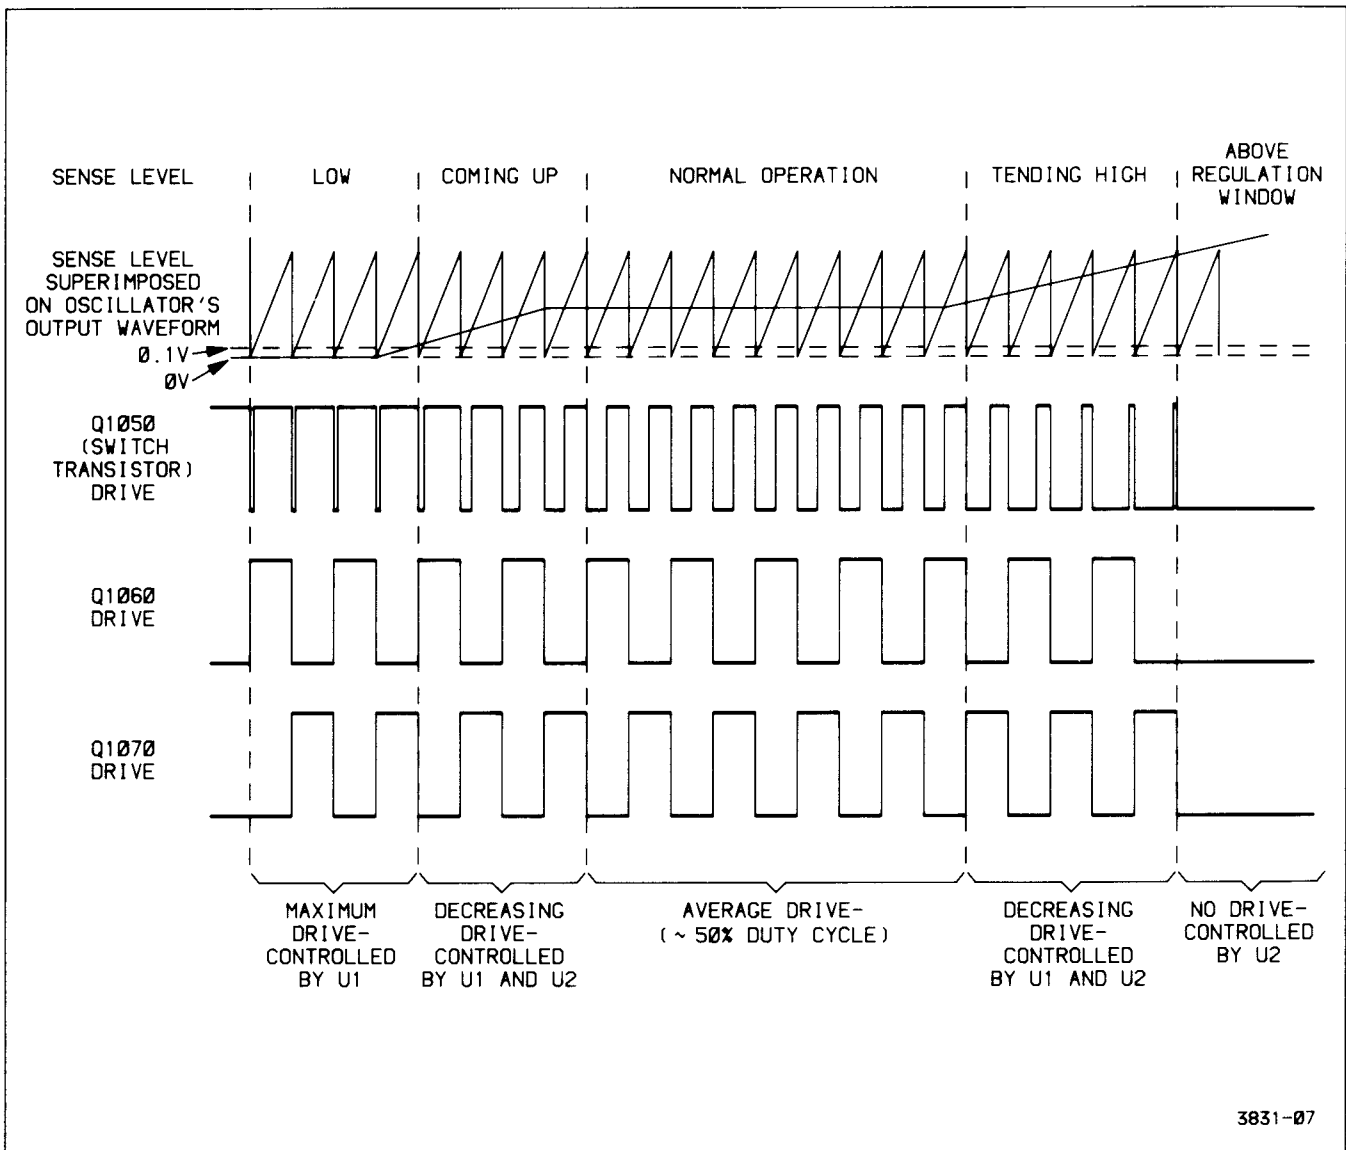 SENSE LEVEL
LOW
COMING UP
NORMAL OPERATION
TENDING HIGH
ABOVE
REGULATION
WINDOW
SENSE LEVEL
SUPERIMPOSED
ON OSCILLATOR'S
OUTPUT WAVEFORM
0.1V
0V
Q1050
(SWITCH
TRANSISTOR)
DRIVE
Q1060
DRIVE
Q1070
DRIVE
MAXIMUM
DRIVE-
CONTROLLED
BY U1
DECREASING
DRIVE-
CONTROLLED
BY U1 AND U2
AVERAGE DRIVE-
(~50% DUTY CYCLE)
DECREASING
DRIVE-
CONTROLLED
BY U1 AND U2
NO DRIVE-
CONTROLLED
BY U2
3831-07